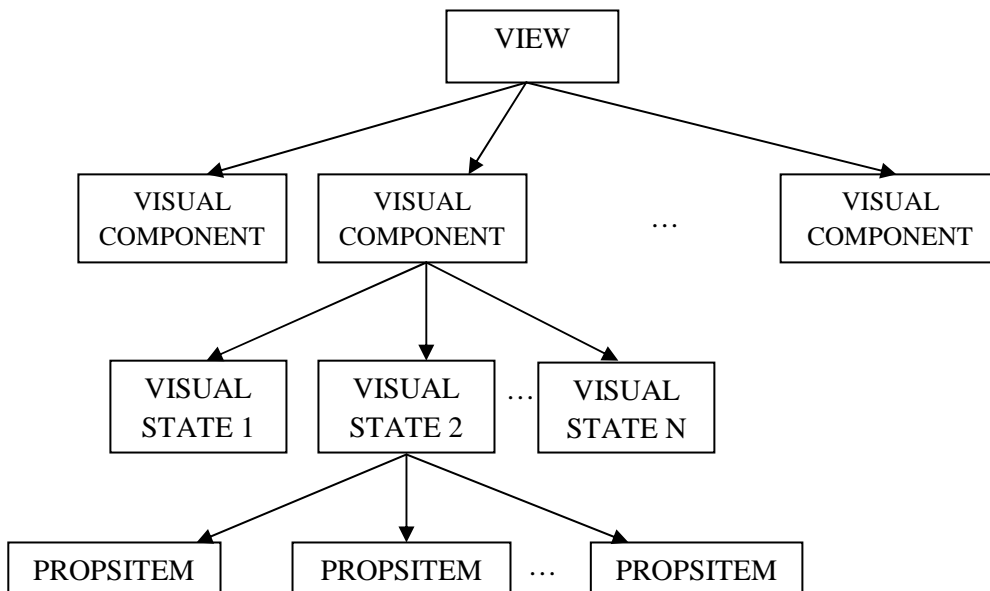 VIEW
VISUAL
COMPONENT
VISUAL
COMPONENT
…
VISUAL
COMPONENT
VISUAL
STATE 1
VISUAL
STATE 2
…
VISUAL
STATE N
PROPSITEM
PROPSITEM
…
PROPSITEM